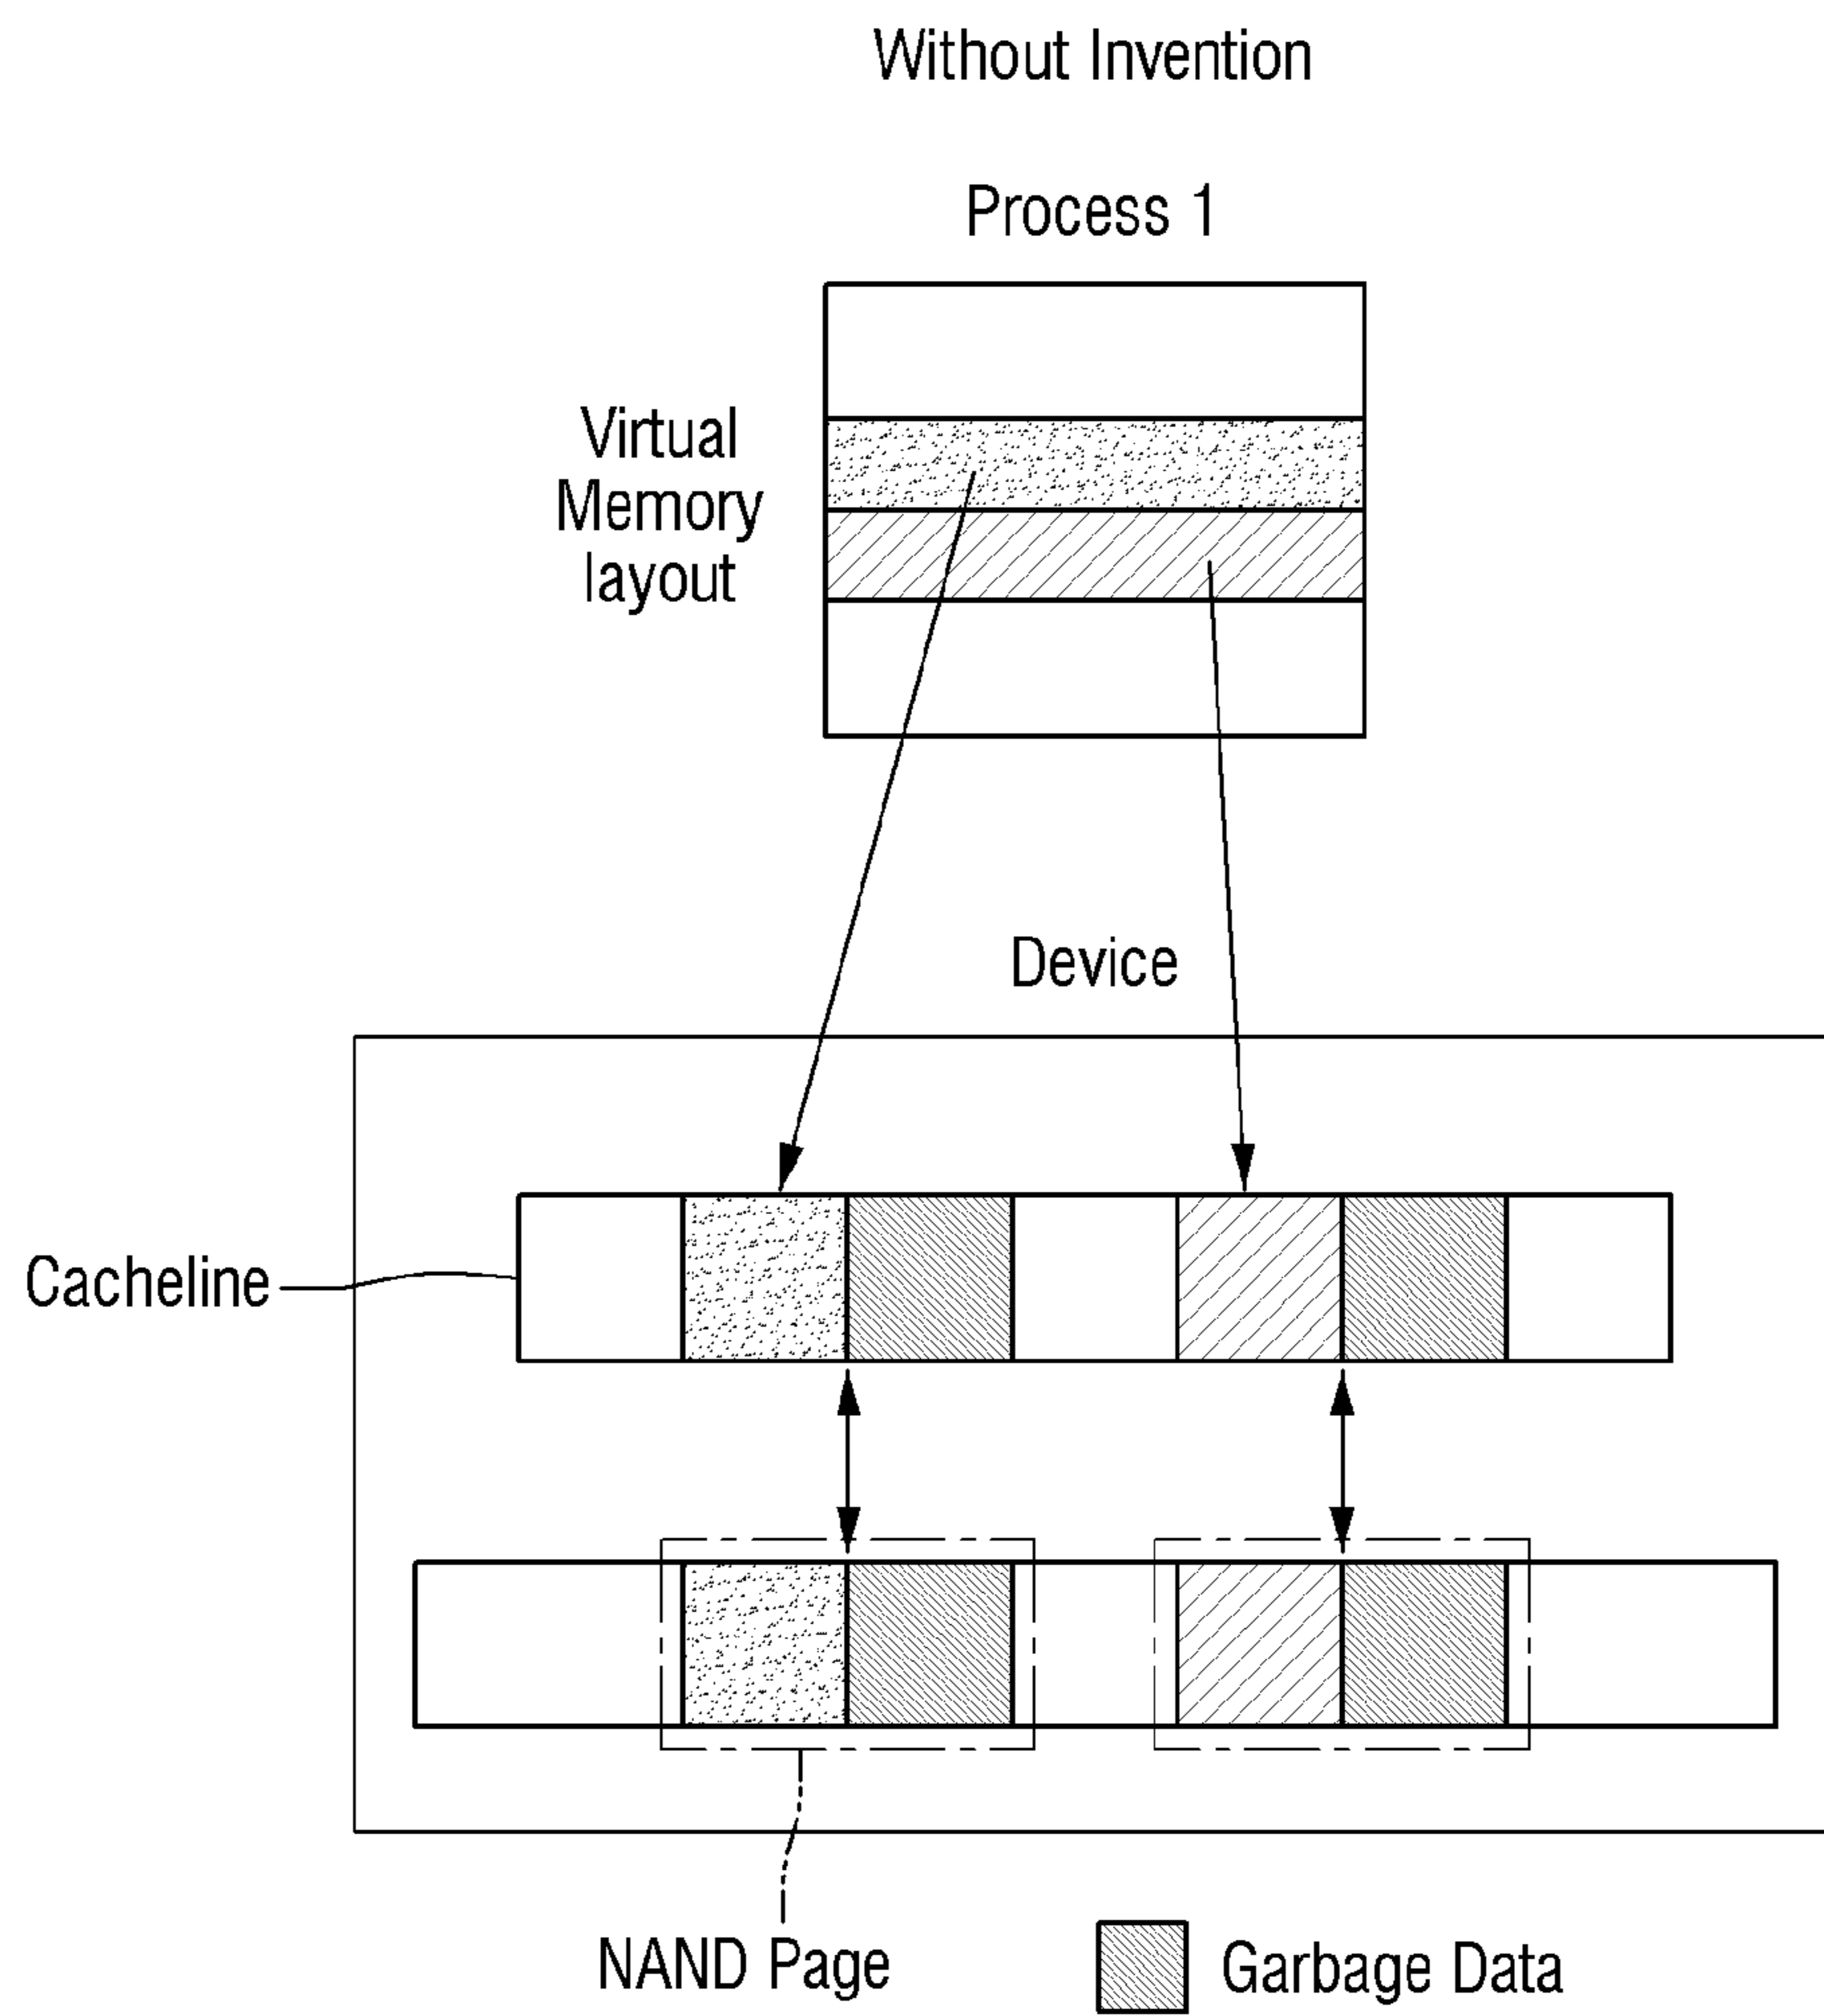 Without Invention
Process 1
Virtual
Memory
layout
Device
Cacheline
NAND Page
Garbage Data